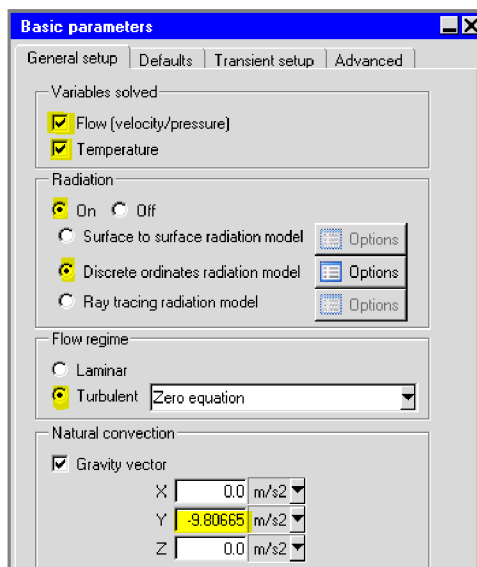 Basic parameters
General setup Defaults Transient setup Advanced
Variables solved
Flow (velocity/pressure)
Temperature
Radiation
On Off
Surface to surface radiation model Options
Discrete ordinates radiation model Options
Ray tracing radiation model Options
Flow regime
Laminar
Turbulent Zero equation
Natural convection
Gravity vector
X 0.0 m/s2
Y -9.80665 m/s2
Z 0.0 m/s2